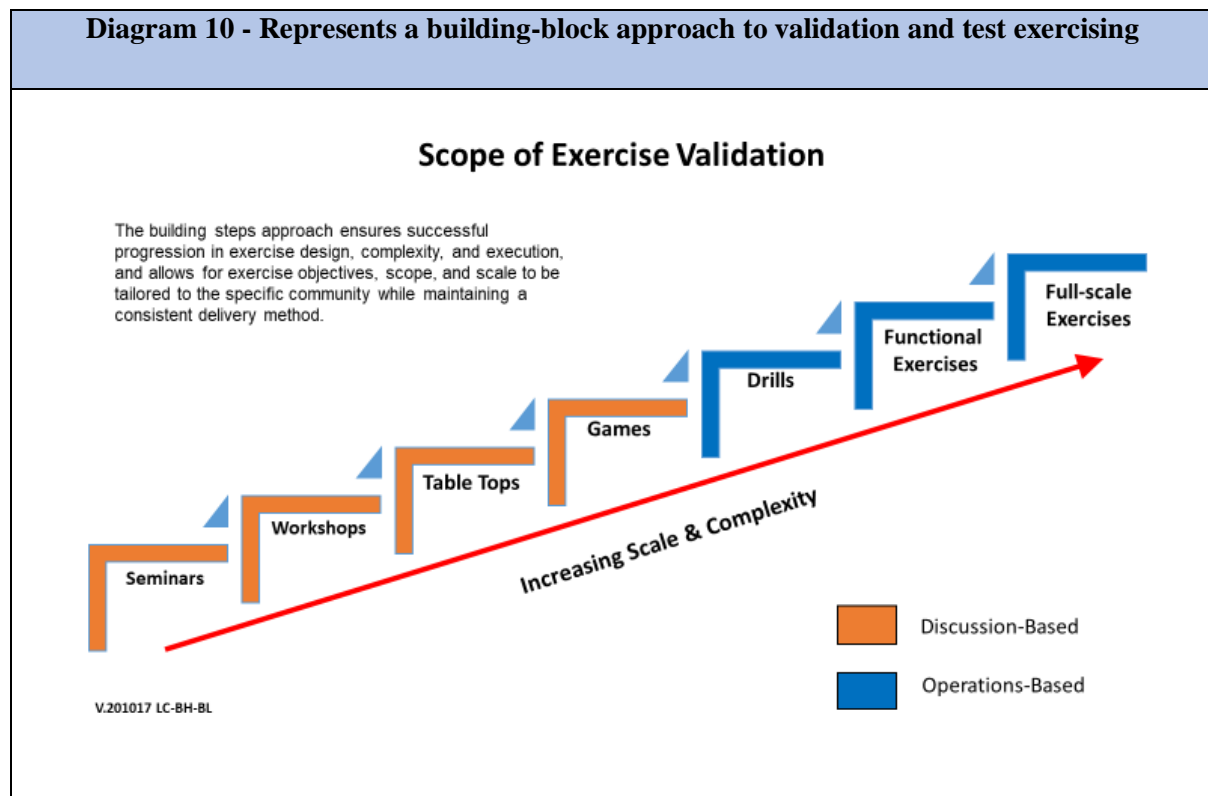 Diagram 10 - Represents a building-block approach to validation and test exercising
Scope of Exercise Validation
The building steps approach ensures successful
progression in exercise design, complexity, and execution,
and allows for exercise objectives, scope, and scale to be
tailored to the specific community while maintaining a
consistent delivery method.
Full-scale
Exercises
Functional
Exercises
Drills
Games
Table Tops
Workshops
Seminars
Increasing Scale & Complexity
Discussion-Based
Operations-Based
V.201017 LC-BH-BL